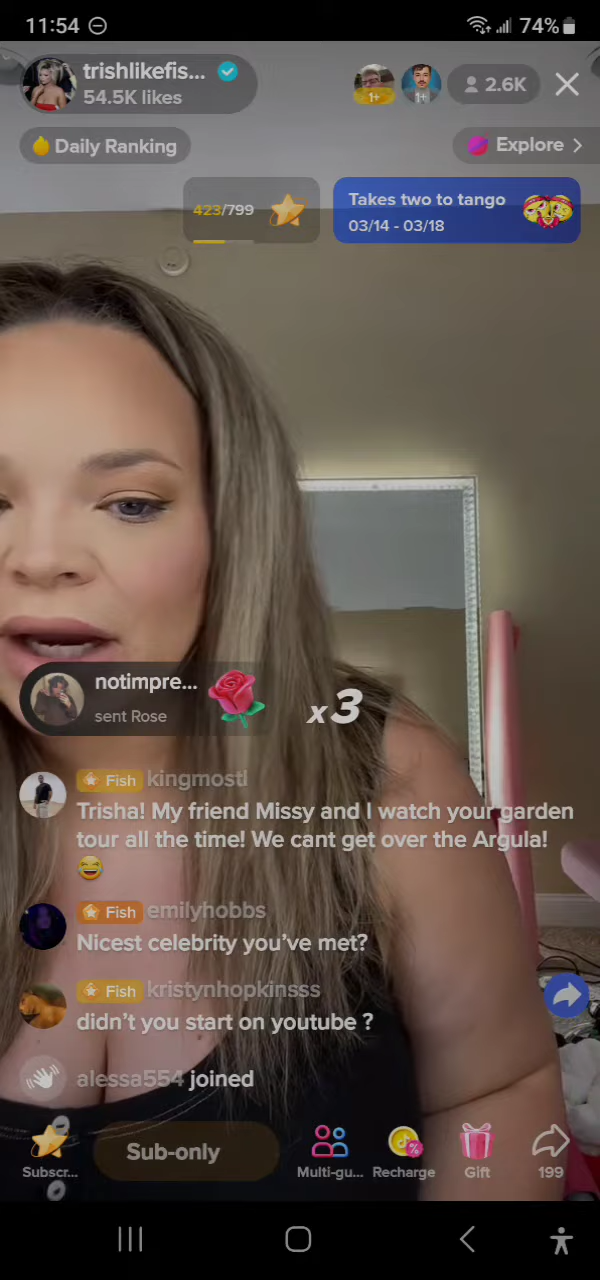 11:54
74%
trishlikefis...
54.5K likes
1+
1+
2.6K
Daily Ranking
Explore >
423/799
Takes two to tango
03/14 - 03/18
notimpre...
sent Rose
x3
Fish kingmostl
Trisha! My friend Missy and I watch your garden
tour all the time! We cant get over the Argula!
😂
Fish emilyhobbs
Nicest celebrity you've met?
Fish kristynhopkinsss
didn't you start on youtube ?
alessa554 joined
Subscr...
Sub-only
Multi-gu...
Recharge
Gift
199